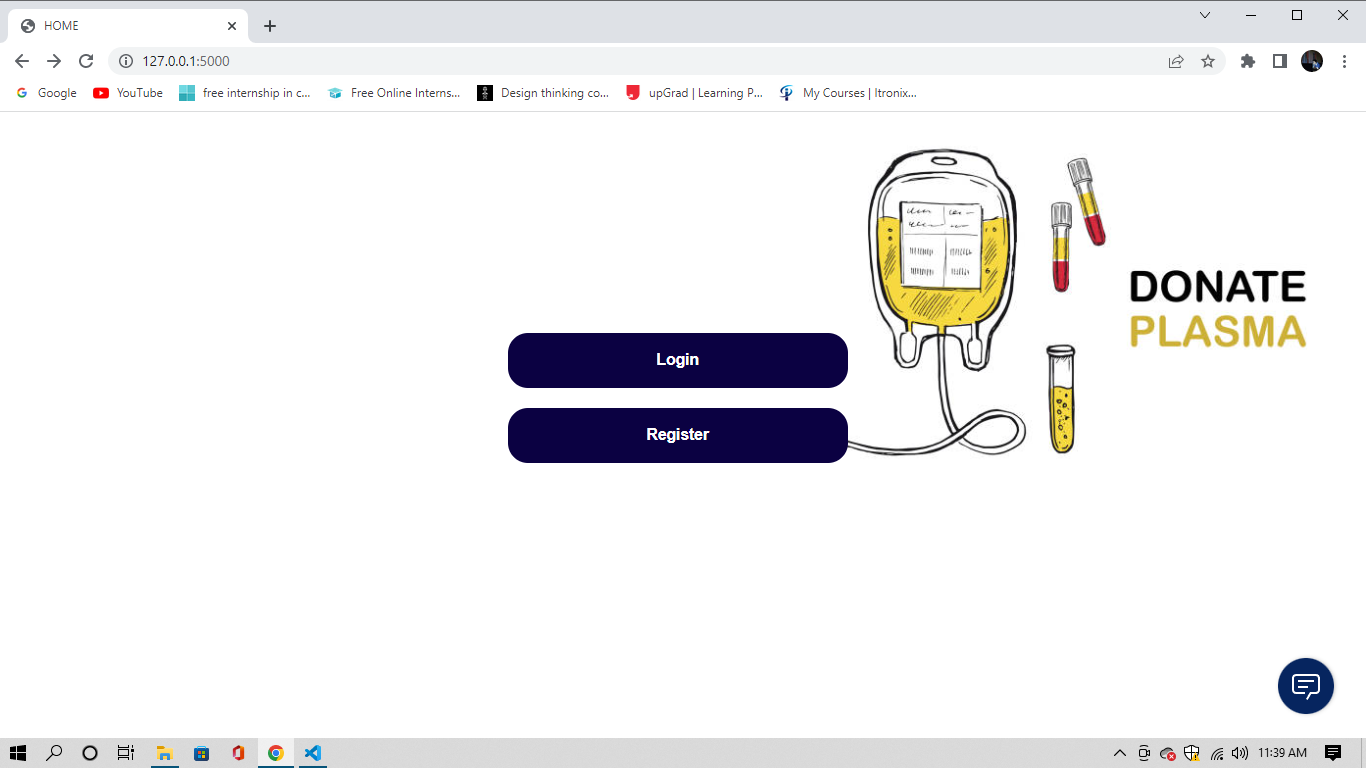 HOME
127.0.0.1:5000
Google
YouTube
free internship in c...
Free Online Interns...
Design thinking co...
upGrad | Learning P...
My Courses | Itronix...
DONATE
PLASMA
Login
Register
11:39 AM